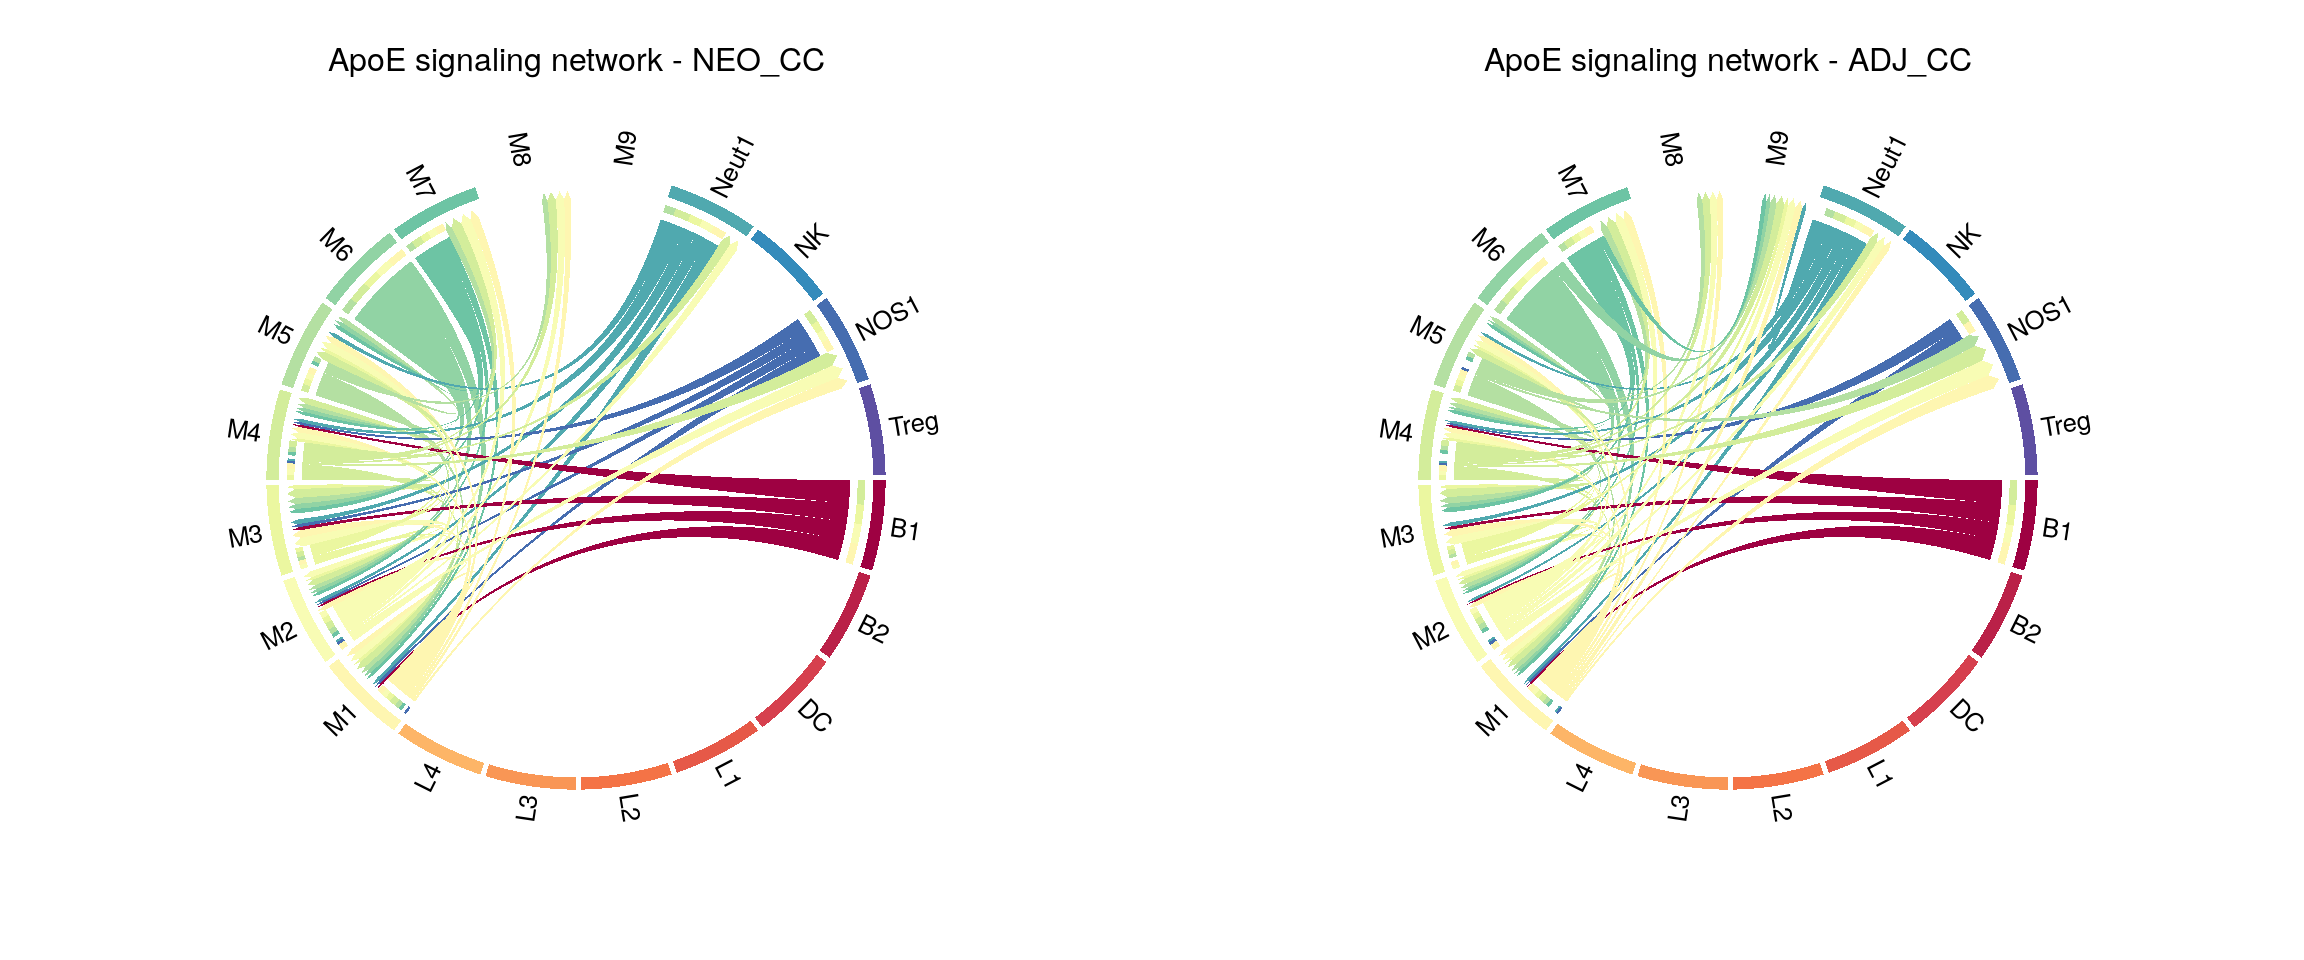 ApoE signaling network - NEO_CC
M8
M9
Neut1
M7
NK
M6
NOS1
M5
Treg
M4
B1
M3
B2
M2
DC
M1
L1
L4
L3
L2
ApoE signaling network - ADJ_CC
M8
M9
Neut1
M7
NK
M6
NOS1
M5
Treg
M4
B1
M3
B2
M2
DC
M1
L1
L4
L3
L2